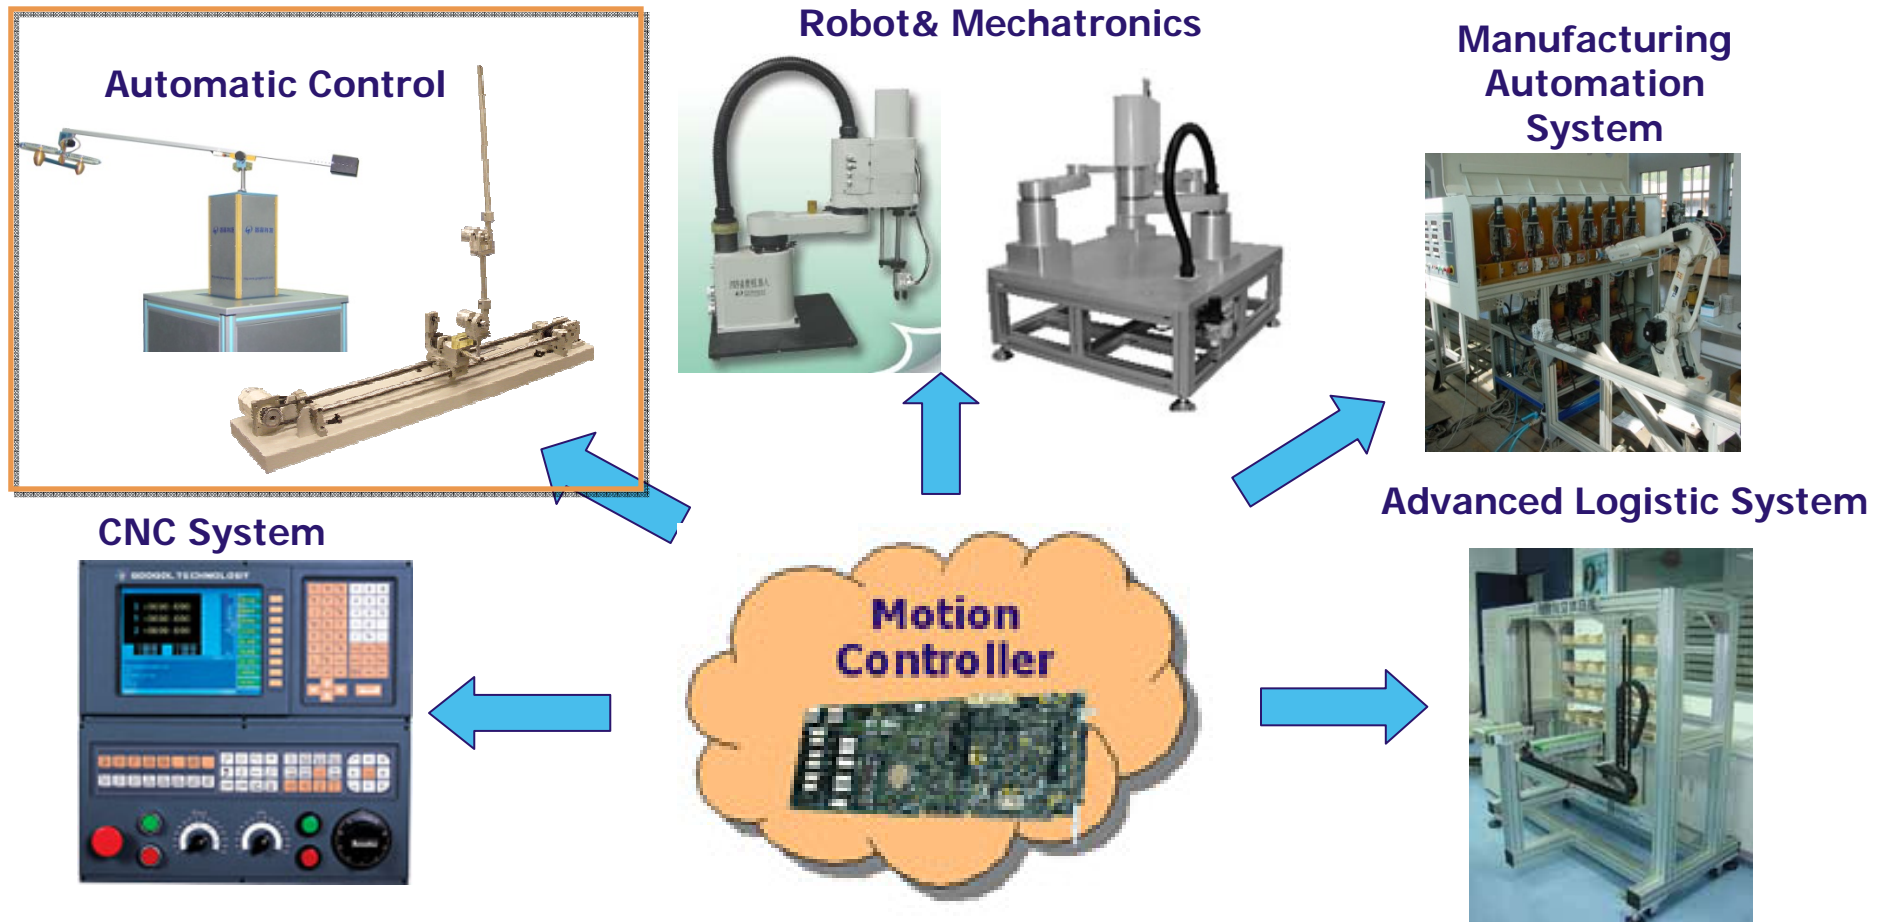 Robot& Mechatronics
Manufacturing
Automation
System
Automatic Control
Advanced Logistic System
CNC System
GOOGOL TECHNOLOGY
Motion
Controller